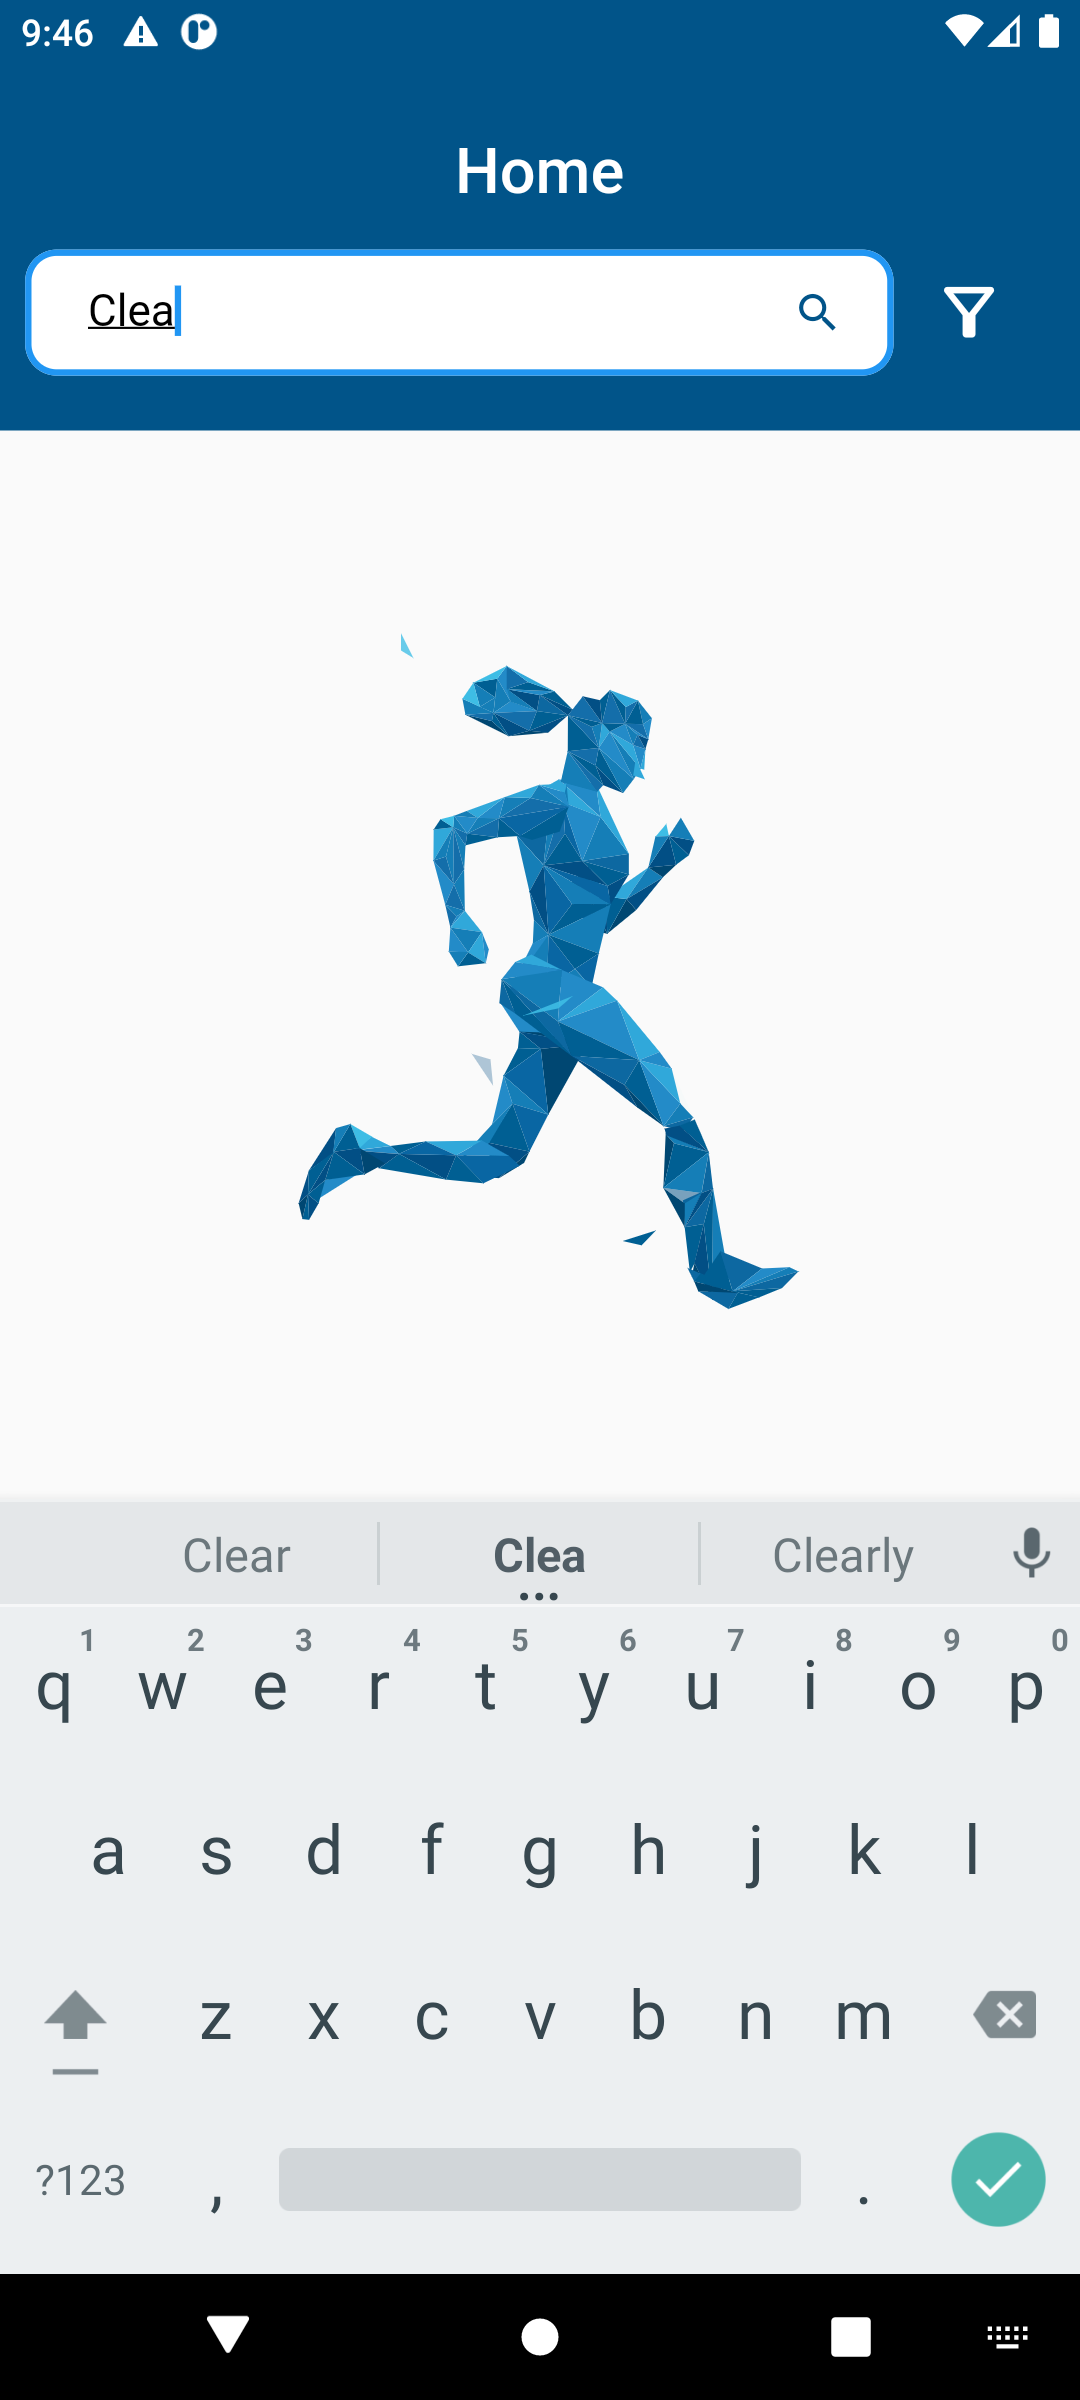 9:46
Home
Clea
Clear Clea Clearly
1 2 3 4 5 6 7 8 9 0
q w e r t y u i o p
a s d f g h j k l
z x c v b n m
?123 , .